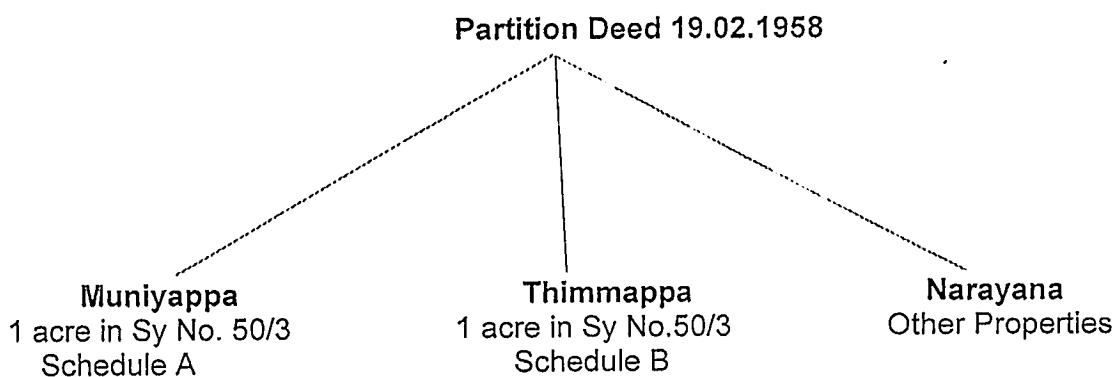 Partition Deed 19.02.1958
Muniyappa
1 acre in Sy No. 50/3
Schedule A
Thimmappa
1 acre in Sy No.50/3
Schedule B
Narayana
Other Properties